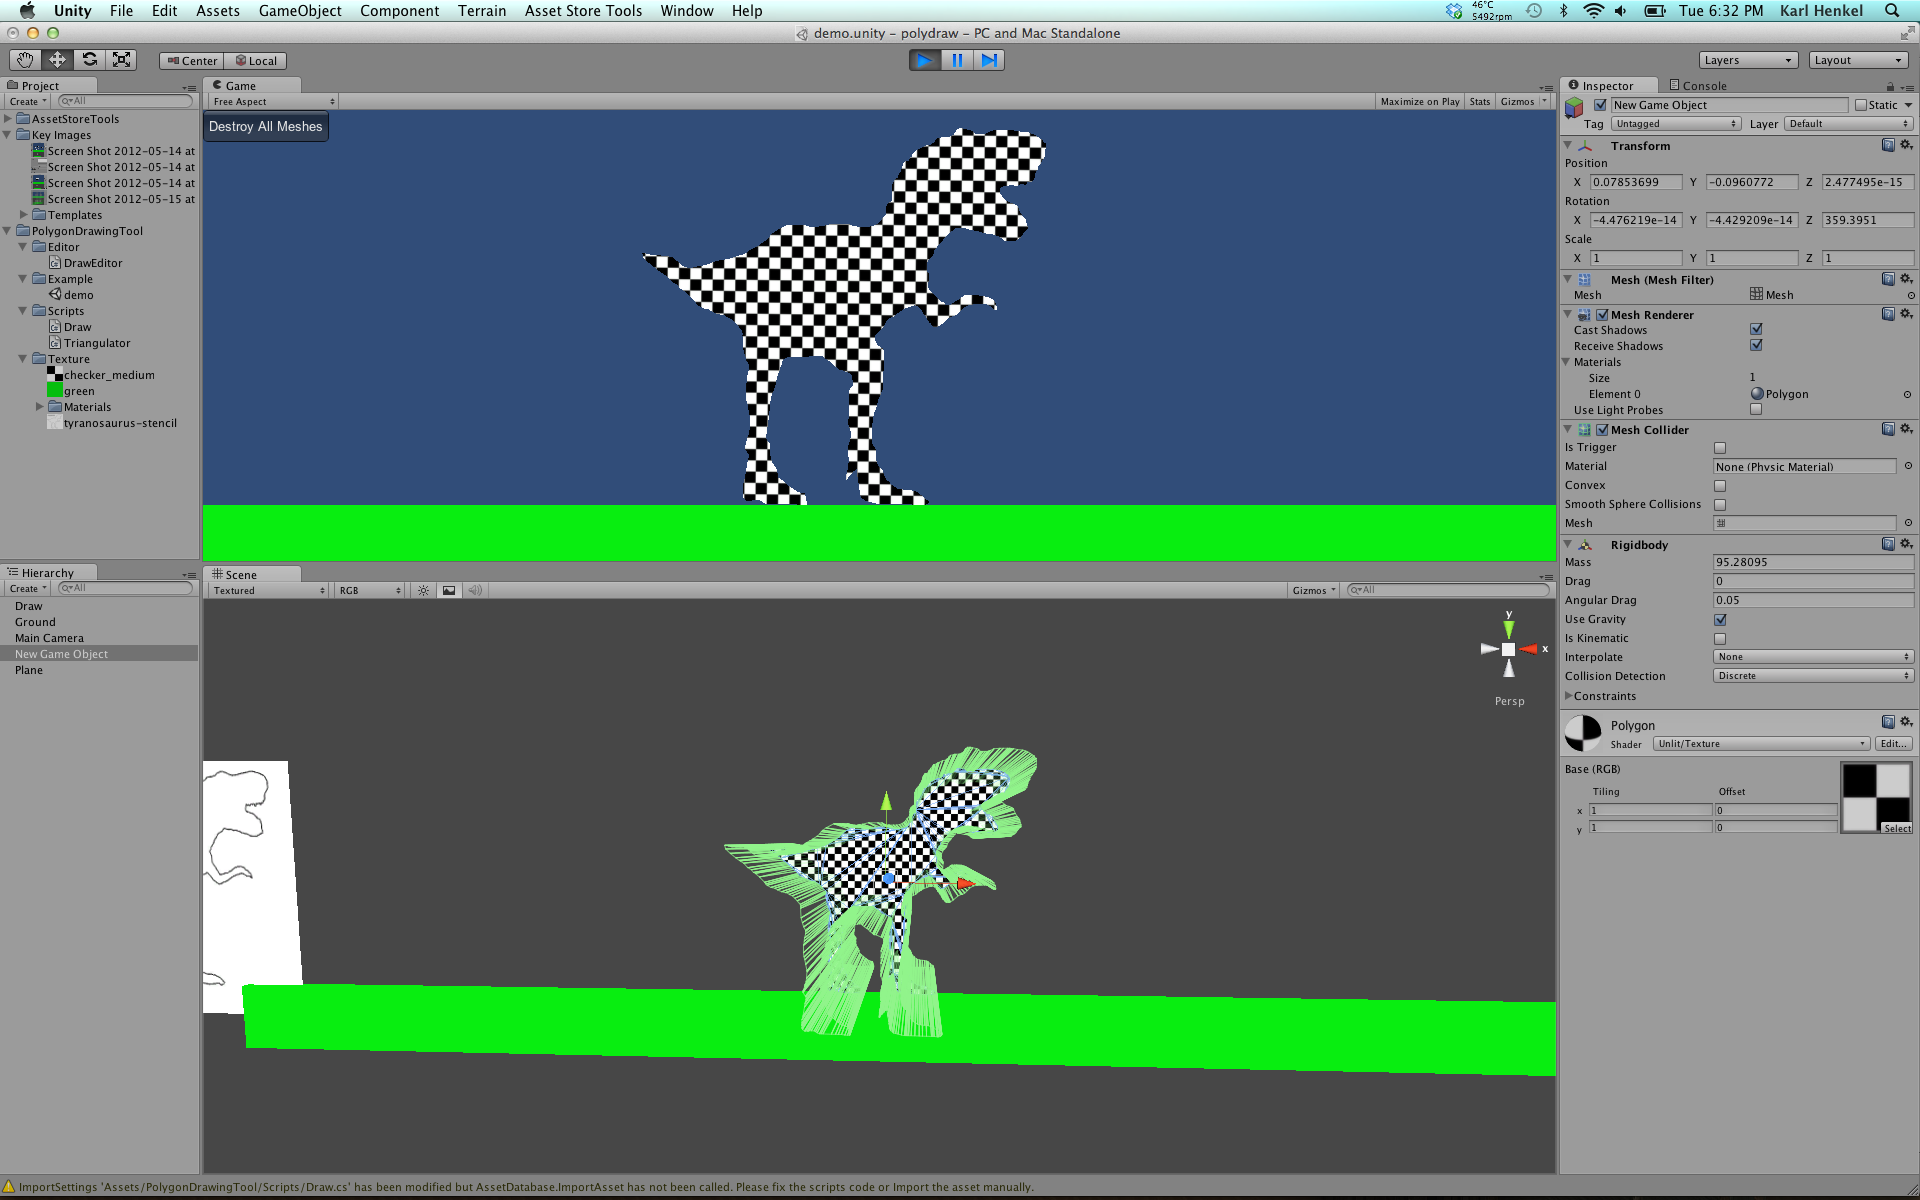 Unity File Edit Assets GameObject Component Terrain Asset Store Tools Window Help
46°C
5492rpm
Tue 6:32 PM Karl Henkel
demo.unity - polydraw - PC and Mac Standalone
Center Local
Layers Layout
Project
Create All
AssetStoreTools
Key Images
Screen Shot 2012-05-14 at
Screen Shot 2012-05-14 at
Screen Shot 2012-05-14 at
Screen Shot 2012-05-15 at
Templates
PolygonDrawingTool
Editor
DrawEditor
Example
demo
Scripts
Draw
Triangulator
Texture
checker_medium
green
Materials
tyranosaurus-stencil
Hierarchy
Create All
Draw
Ground
Main Camera
New Game Object
Plane
Game
Free Aspect
Maximize on Play Stats Gizmos
Destroy All Meshes
Scene
Textured RGB
Gizmos All
y
x
Persp
Inspector Console
New Game Object Static
Tag Untagged Layer Default
Transform
Position
X 0.07853699 Y -0.0960772 Z 2.477495e-15
Rotation
X -4.476219e-14 Y -4.429209e-14 Z 359.3951
Scale
X 1 Y 1 Z 1
Mesh (Mesh Filter)
Mesh Mesh
Mesh Renderer
Cast Shadows
Receive Shadows
Materials
Size 1
Element 0 Polygon
Use Light Probes
Mesh Collider
Is Trigger
Material None (Physic Material)
Convex
Smooth Sphere Collisions
Mesh
Rigidbody
Mass 95.28095
Drag 0
Angular Drag 0.05
Use Gravity
Is Kinematic
Interpolate None
Collision Detection Discrete
Constraints
Polygon
Shader Unlit/Texture Edit...
Base (RGB)
Tiling Offset
x 1 0
y 1 0
Select
ImportSettings 'Assets/PolygonDrawingTool/Scripts/Draw.cs' has been modified but AssetDatabase.ImportAsset has not been called. Please fix the scripts code or Import the asset manually.